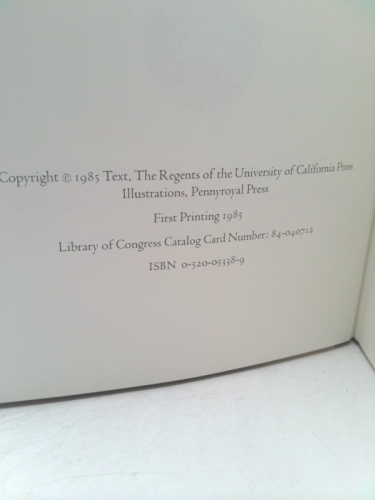 Copyright © 1985 Text, The Regents of the University of California Press
Illustrations, Pennyroyal Press
First Printing 1985
Library of Congress Catalog Card Number: 84-040712
ISBN 0-520-05338-9